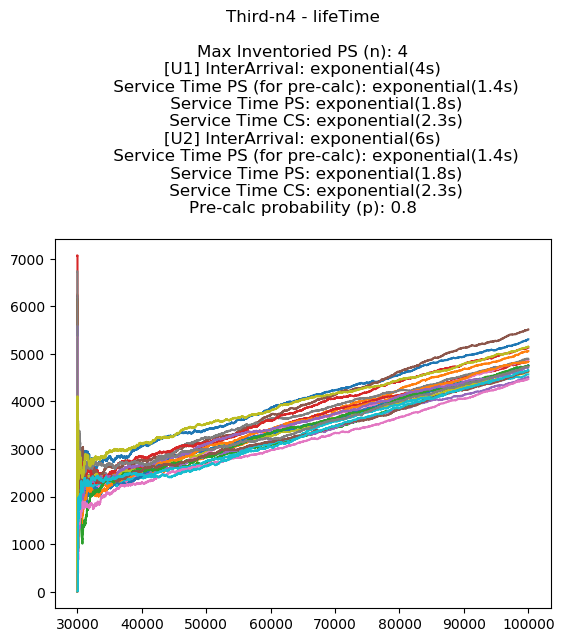 Third-n4 - lifeTime
Max Inventoried PS (n): 4
[U1] InterArrival: exponential(4s)
Service Time PS (for pre-calc): exponential(1.4s)
Service Time PS: exponential(1.8s)
Service Time CS: exponential(2.3s)
[U2] InterArrival: exponential(6s)
Service Time PS (for pre-calc): exponential(1.4s)
Service Time PS: exponential(1.8s)
Service Time CS: exponential(2.3s)
Pre-calc probability (p): 0.8
7000
6000
5000
4000
3000
2000
1000
0
30000 40000 50000 60000 70000 80000 90000 100000